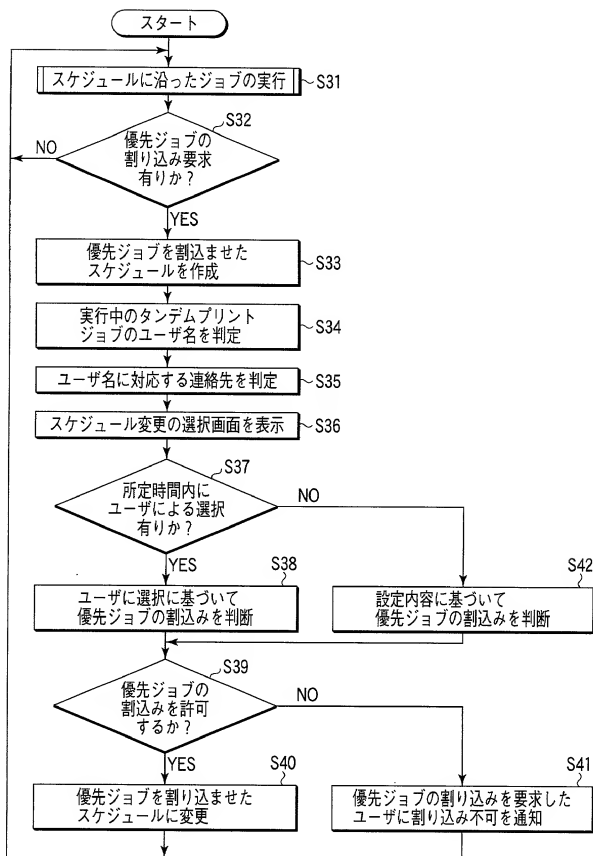 スタート
スケジュールに沿ったジョブの実行
S31
S32
優先ジョブの
割り込み要求
有りか？
NO
YES
優先ジョブを割込ませた
スケジュールを作成
S33
実行中のタンデムプリント
ジョブのユーザ名を判定
S34
ユーザ名に対応する連絡先を判定
S35
スケジュール変更の選択画面を表示
S36
S37
所定時間内に
ユーザによる選択
有りか？
NO
YES
S38
ユーザに選択に基づいて
優先ジョブの割込みを判断
S42
設定内容に基づいて
優先ジョブの割込みを判断
S39
優先ジョブの
割込みを許可
するか？
NO
YES
S40
優先ジョブを割り込ませた
スケジュールに変更
S41
優先ジョブの割り込みを要求した
ユーザに割り込み不可を通知